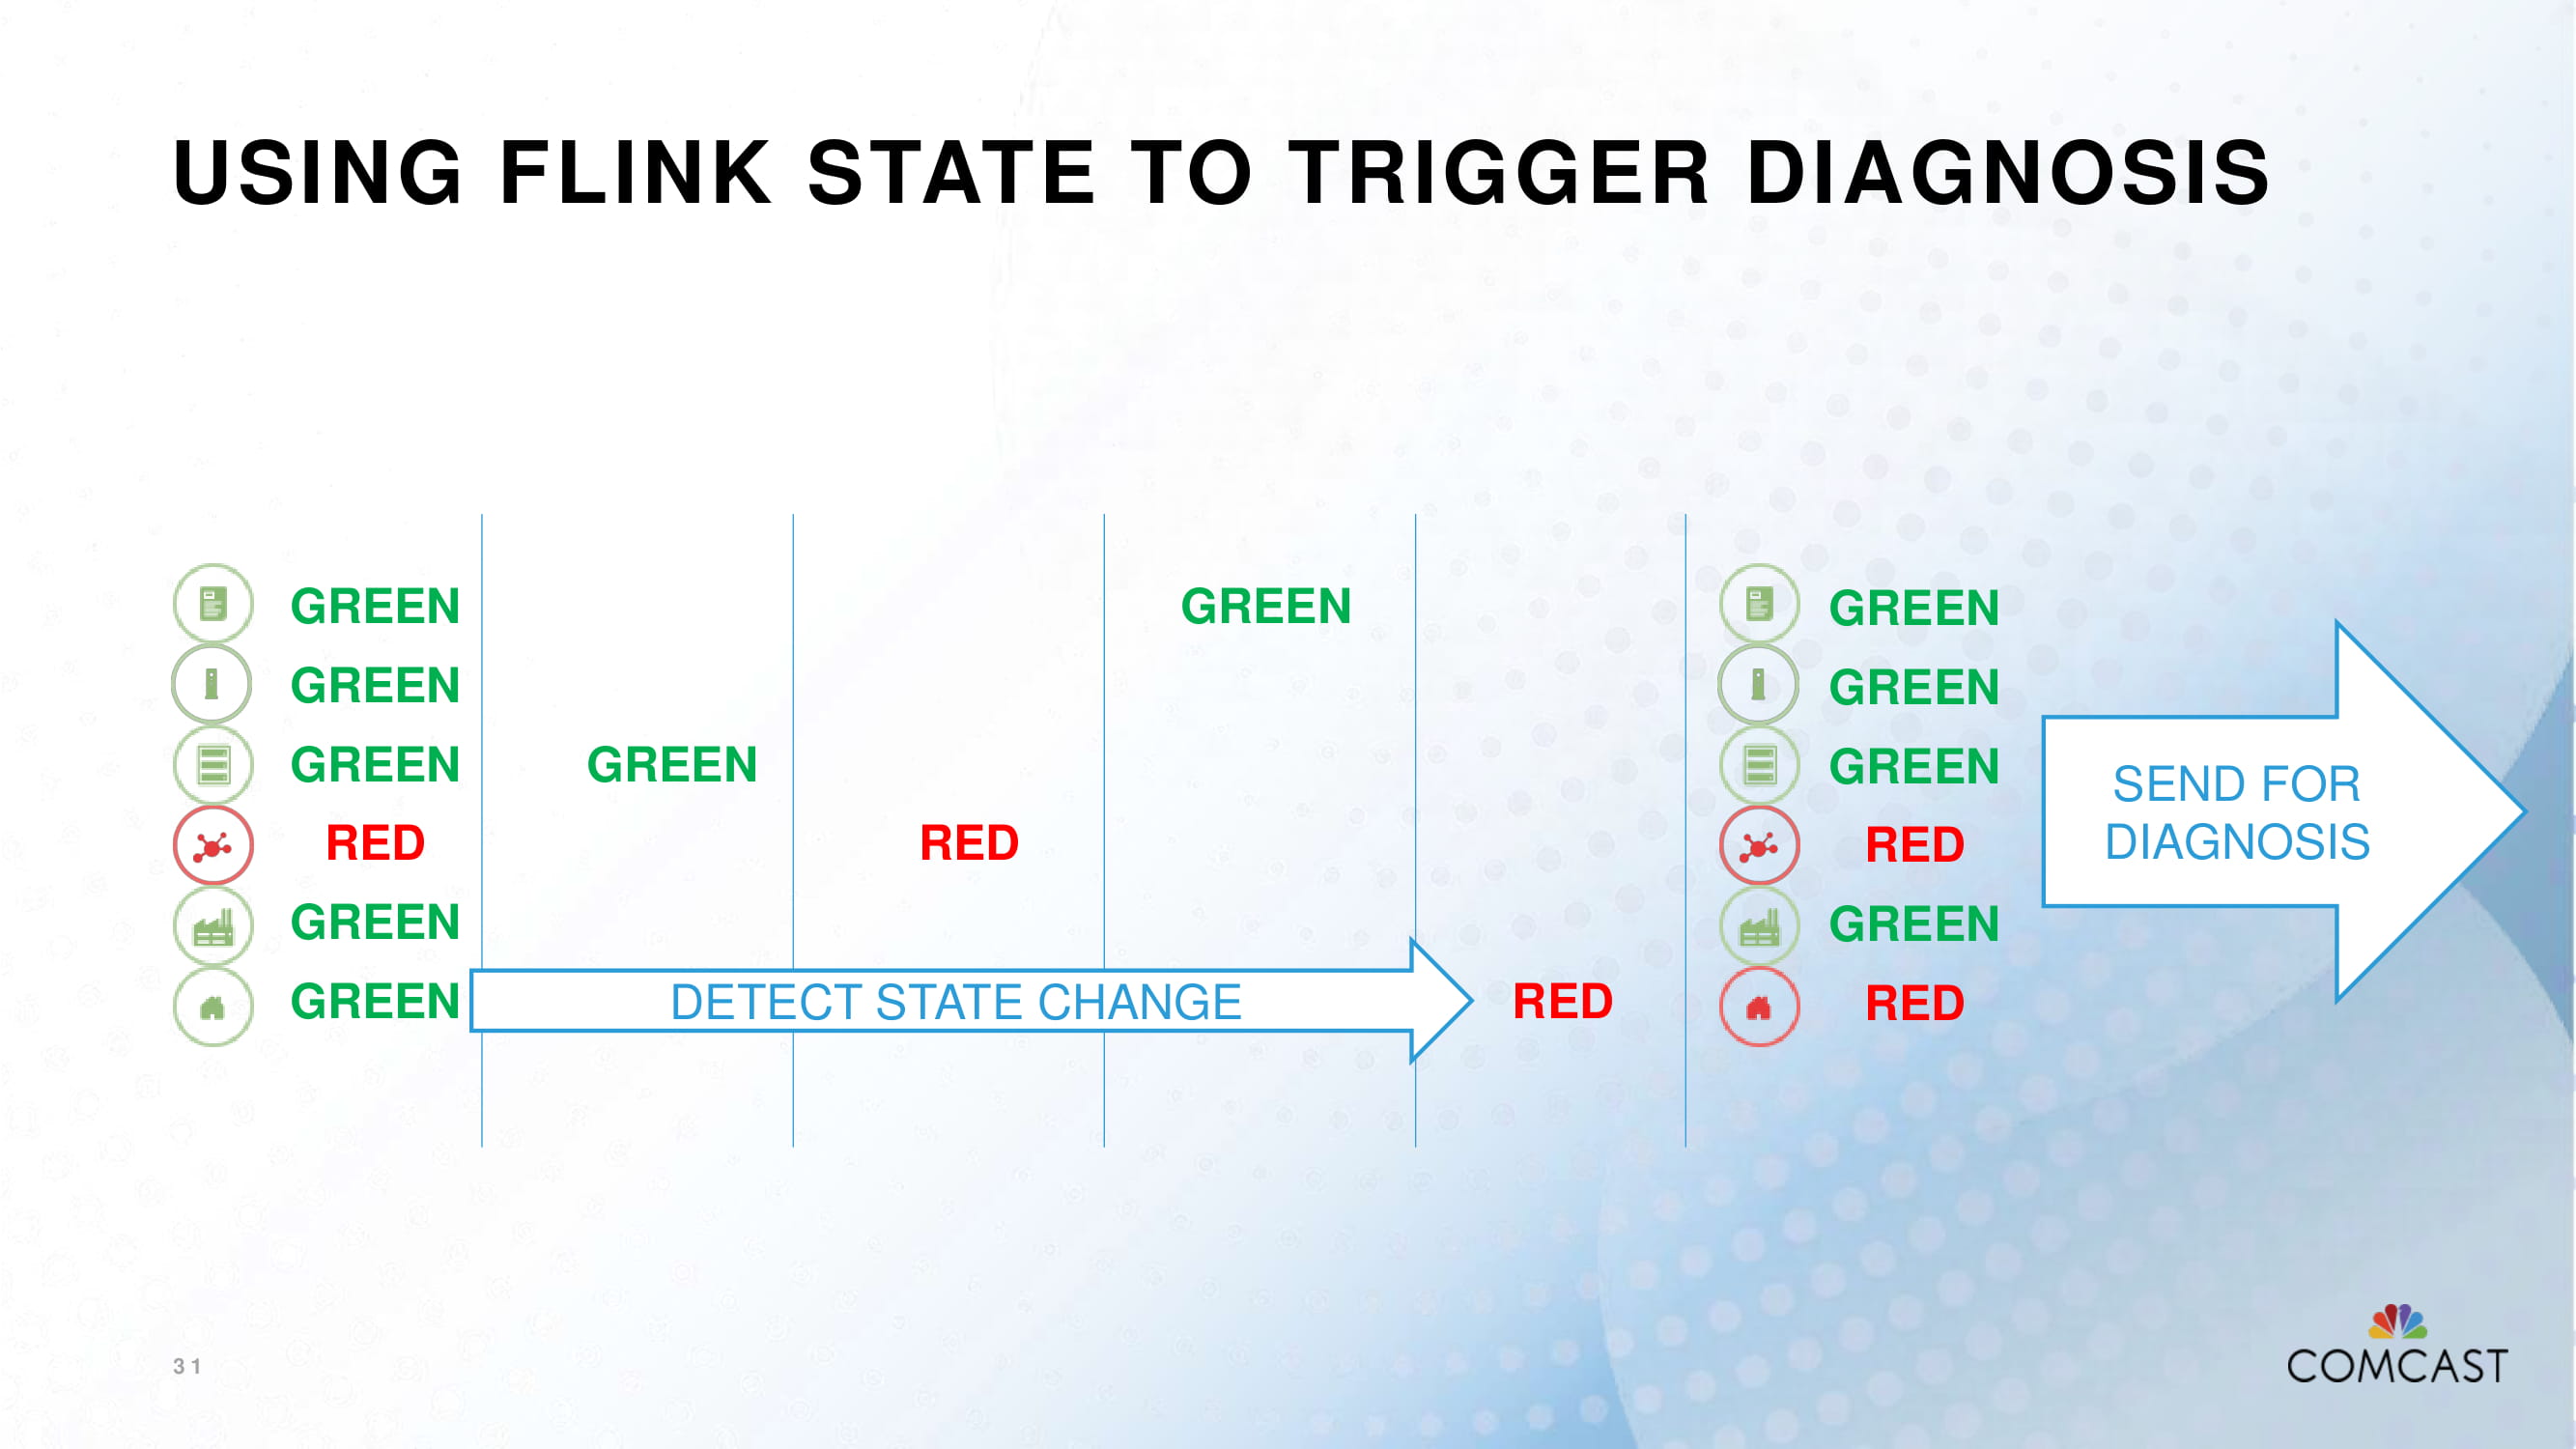 USING FLINK STATE TO TRIGGER DIAGNOSIS
GREEN GREEN GREEN
GREEN GREEN
GREEN GREEN GREEN
RED RED RED
GREEN GREEN
GREEN DETECT STATE CHANGE RED RED
SEND FOR
DIAGNOSIS
31
COMCAST